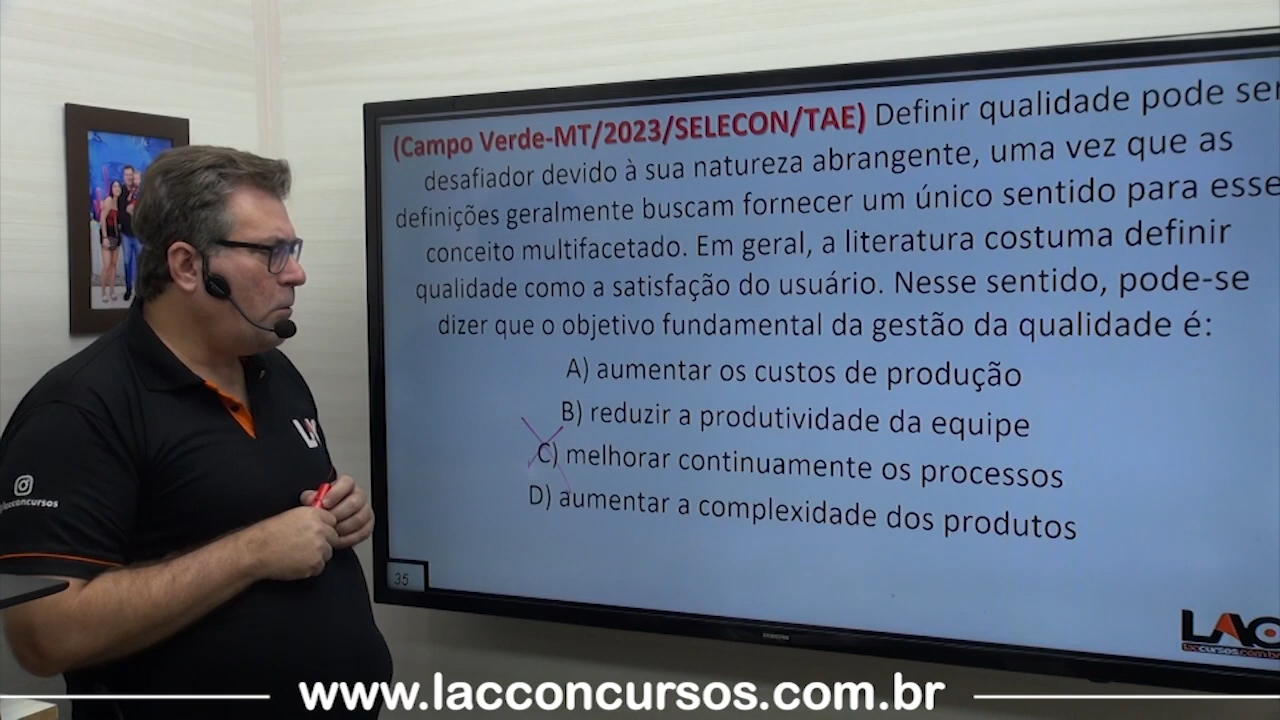 (Campo Verde-MT/2023/SELECON/TAE) Definir qualidade pode ser
desafiador devido à sua natureza abrangente, uma vez que as
definições geralmente buscam fornecer um único sentido para esse
conceito multifacetado. Em geral, a literatura costuma definir
qualidade como a satisfação do usuário. Nesse sentido, pode-se
dizer que o objetivo fundamental da gestão da qualidade é:
A) aumentar os custos de produção
B) reduzir a produtividade da equipe
C) melhorar continuamente os processos
D) aumentar a complexidade dos produtos
35
LAC
lacconcursos
www.lacconcursos.com.br